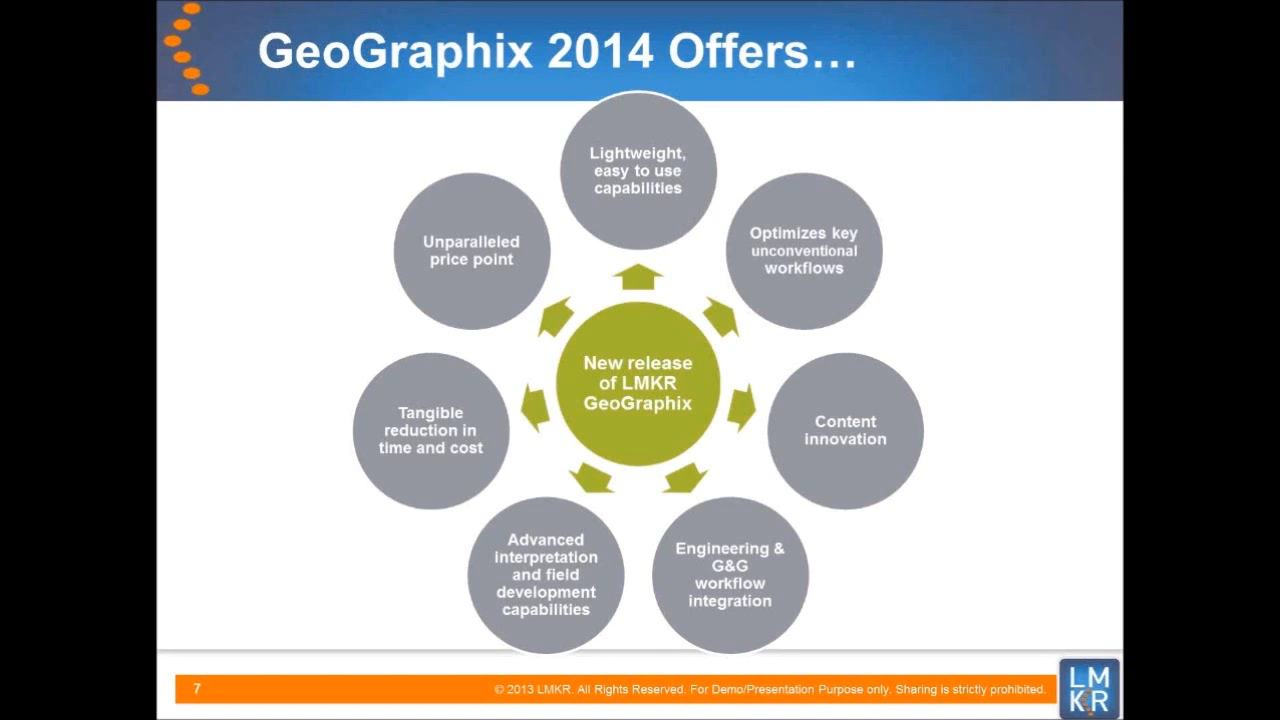 GeoGraphix 2014 Offers...
Lightweight,
easy to use
capabilities
Optimizes key
unconventional
workflows
Content
innovation
Engineering &
G&G
workflow
integration
Advanced
interpretation
and field
development
capabilities
Tangible
reduction in
time and cost
Unparalleled
price point
New release
of LMKR
GeoGraphix
7
© 2013 LMKR. All Rights Reserved. For Demo/Presentation Purpose only. Sharing is strictly prohibited.
LM
KR